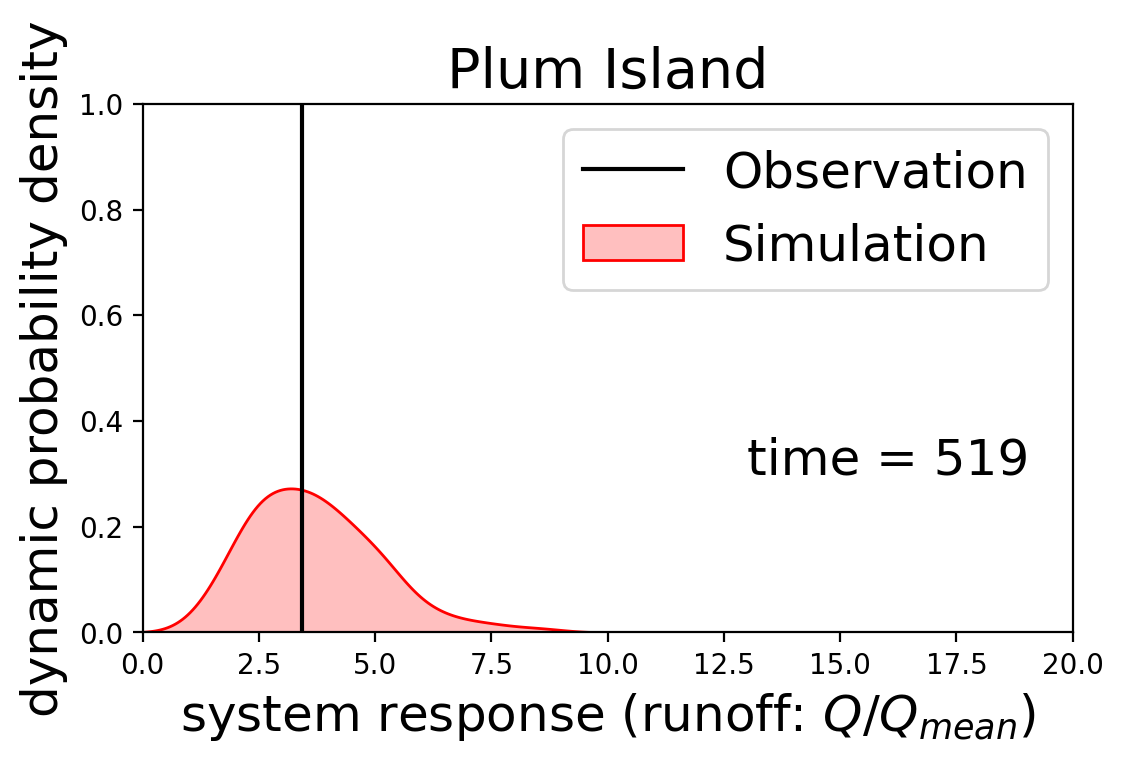 Plum Island
dynamic probability density
1.0
0.8
0.6
0.4
0.2
0.0
Observation
Simulation
time = 519
0.0 2.5 5.0 7.5 10.0 12.5 15.0 17.5 20.0
system response (runoff: Q/Qmean)